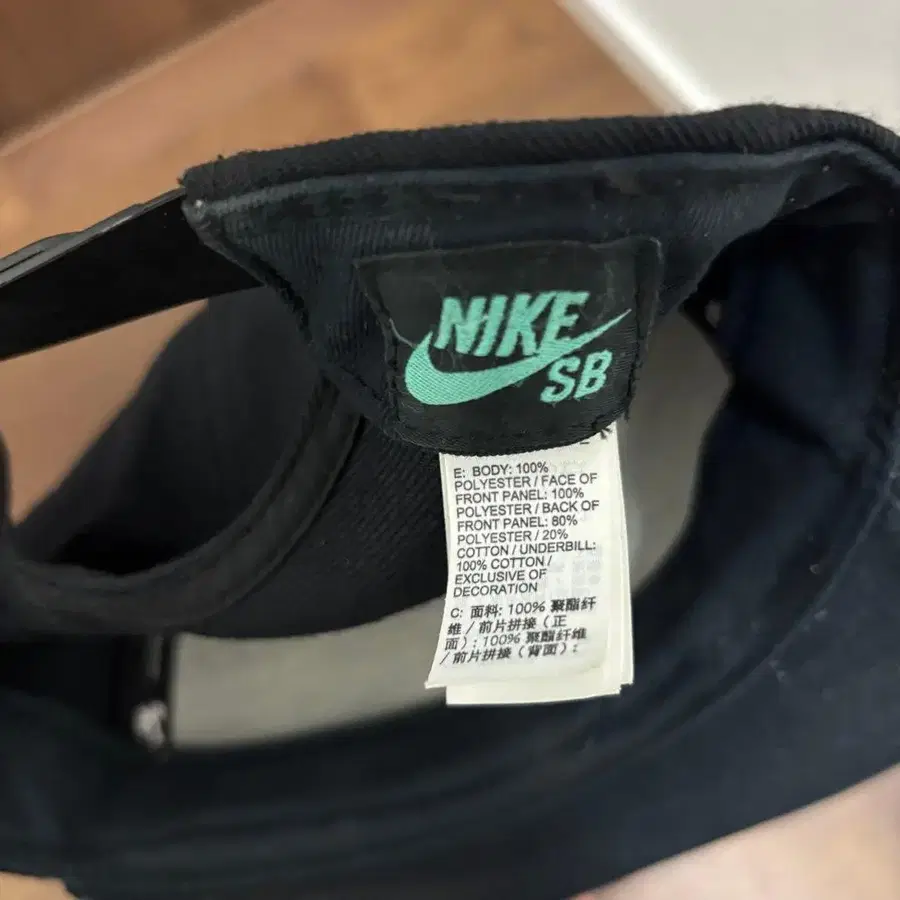 NIKE
SB
E: BODY: 100%
POLYESTER / FACE OF
FRONT PANEL: 100%
POLYESTER / BACK OF
FRONT PANEL: 80%
POLYESTER / 20%
COTTON / UNDERBILL:
100% COTTON /
EXCLUSIVE OF
DECORATION
C: 面料: 100% 聚酯纤
维 / 前片拼接（正
面）: 100% 聚酯纤维
/ 前片拼接（背面）: